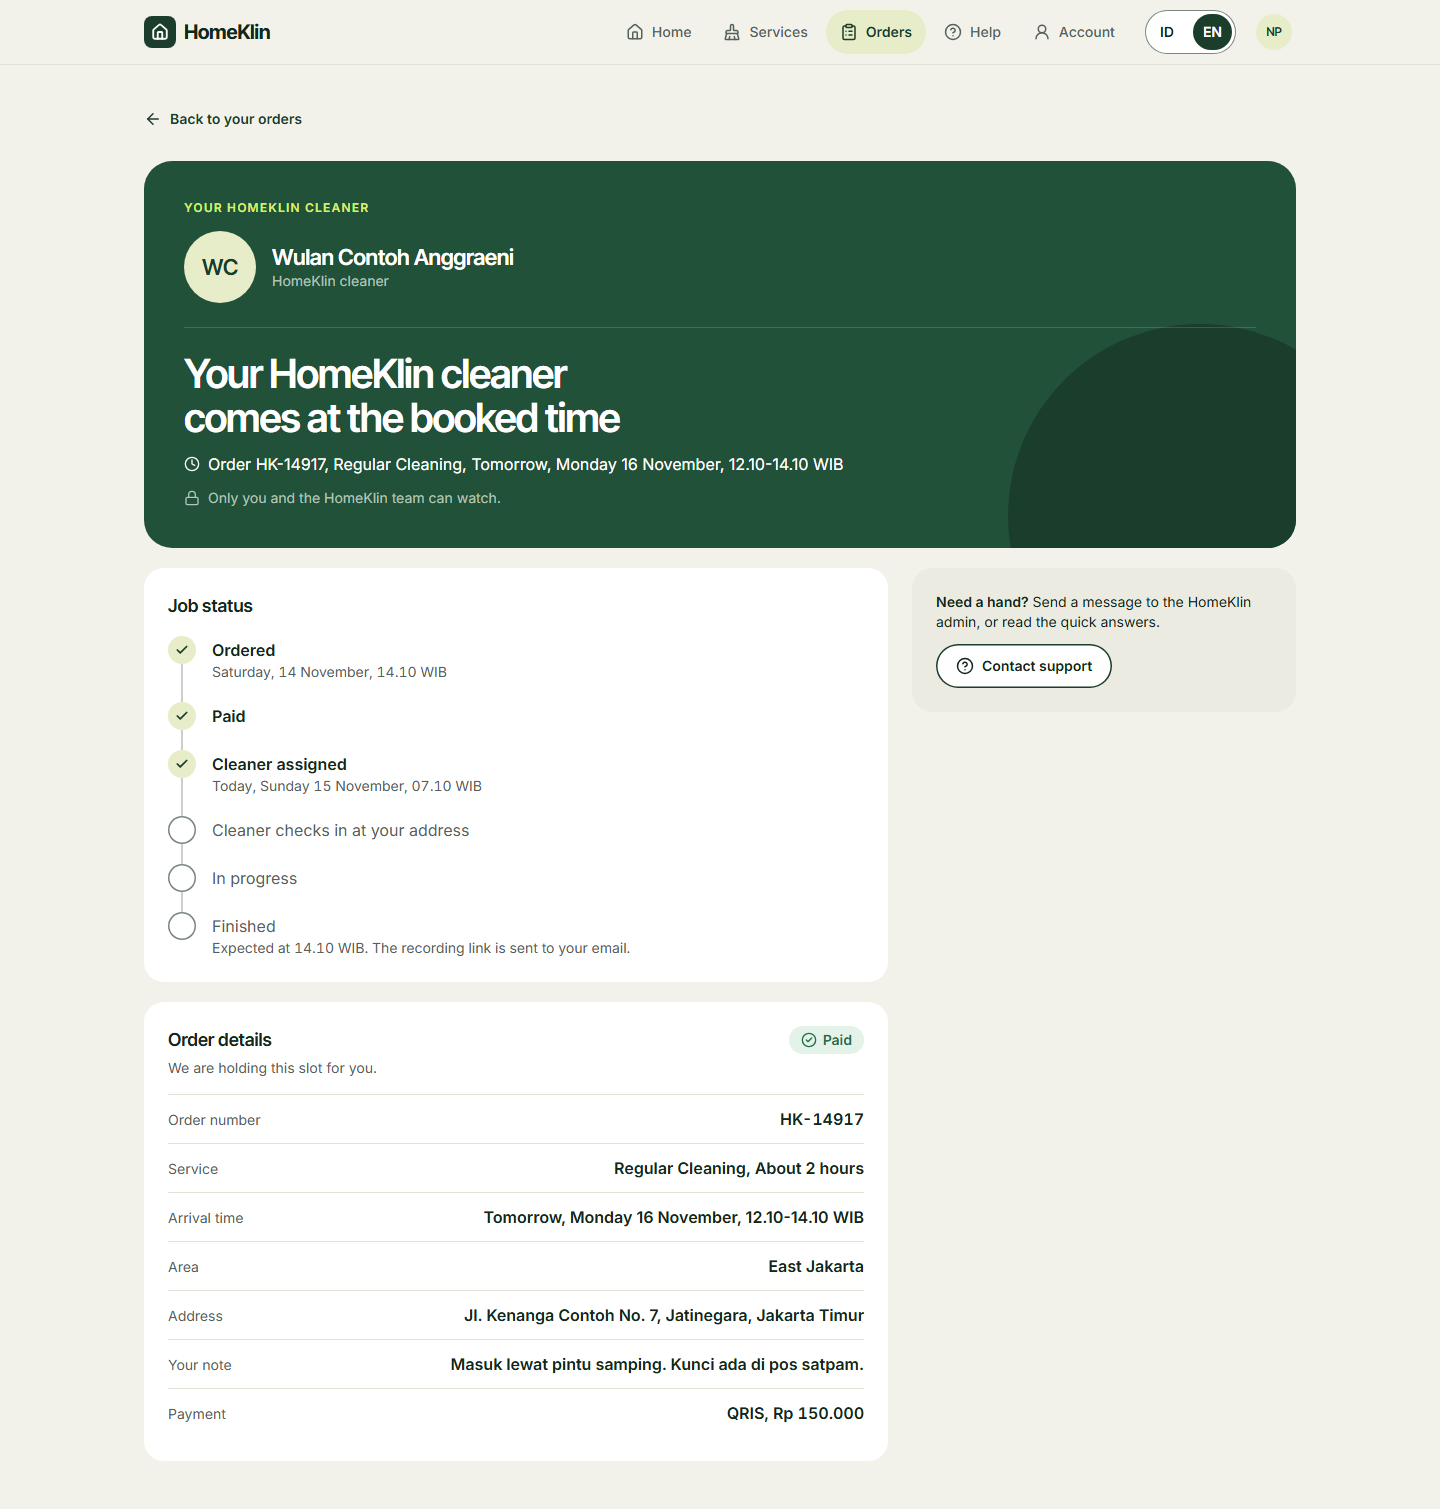 HomeKlin
Home
Services
Orders
Help
Account
ID
EN
NP
Back to your orders
YOUR HOMEKLIN CLEANER
WC
Wulan Contoh Anggraeni
HomeKlin cleaner
Your HomeKlin cleaner
comes at the booked time
Order HK-14917, Regular Cleaning, Tomorrow, Monday 16 November, 12.10-14.10 WIB
Only you and the HomeKlin team can watch.
Job status
Ordered
Saturday, 14 November, 14.10 WIB
Paid
Cleaner assigned
Today, Sunday 15 November, 07.10 WIB
Cleaner checks in at your address
In progress
Finished
Expected at 14.10 WIB. The recording link is sent to your email.
Need a hand? Send a message to the HomeKlin
admin, or read the quick answers.
Contact support
Order details
Paid
We are holding this slot for you.
Order number
HK-14917
Service
Regular Cleaning, About 2 hours
Arrival time
Tomorrow, Monday 16 November, 12.10-14.10 WIB
Area
East Jakarta
Address
Jl. Kenanga Contoh No. 7, Jatinegara, Jakarta Timur
Your note
Masuk lewat pintu samping. Kunci ada di pos satpam.
Payment
QRIS, Rp 150.000